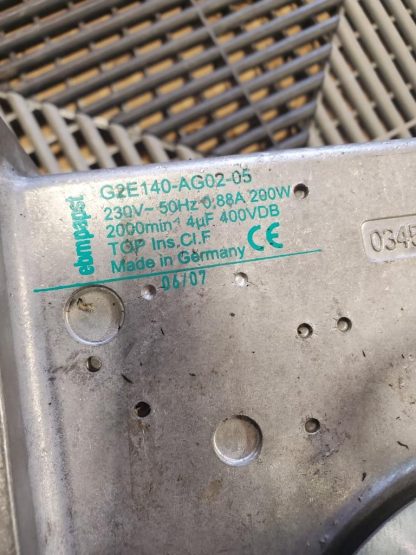 ebmpapst
G2E140-AG02-05
230V~ 50Hz 0,88A 200W
2000min-1 4µF 400VDB
TOP Ins.Cl.F
Made in Germany
CE
06/07